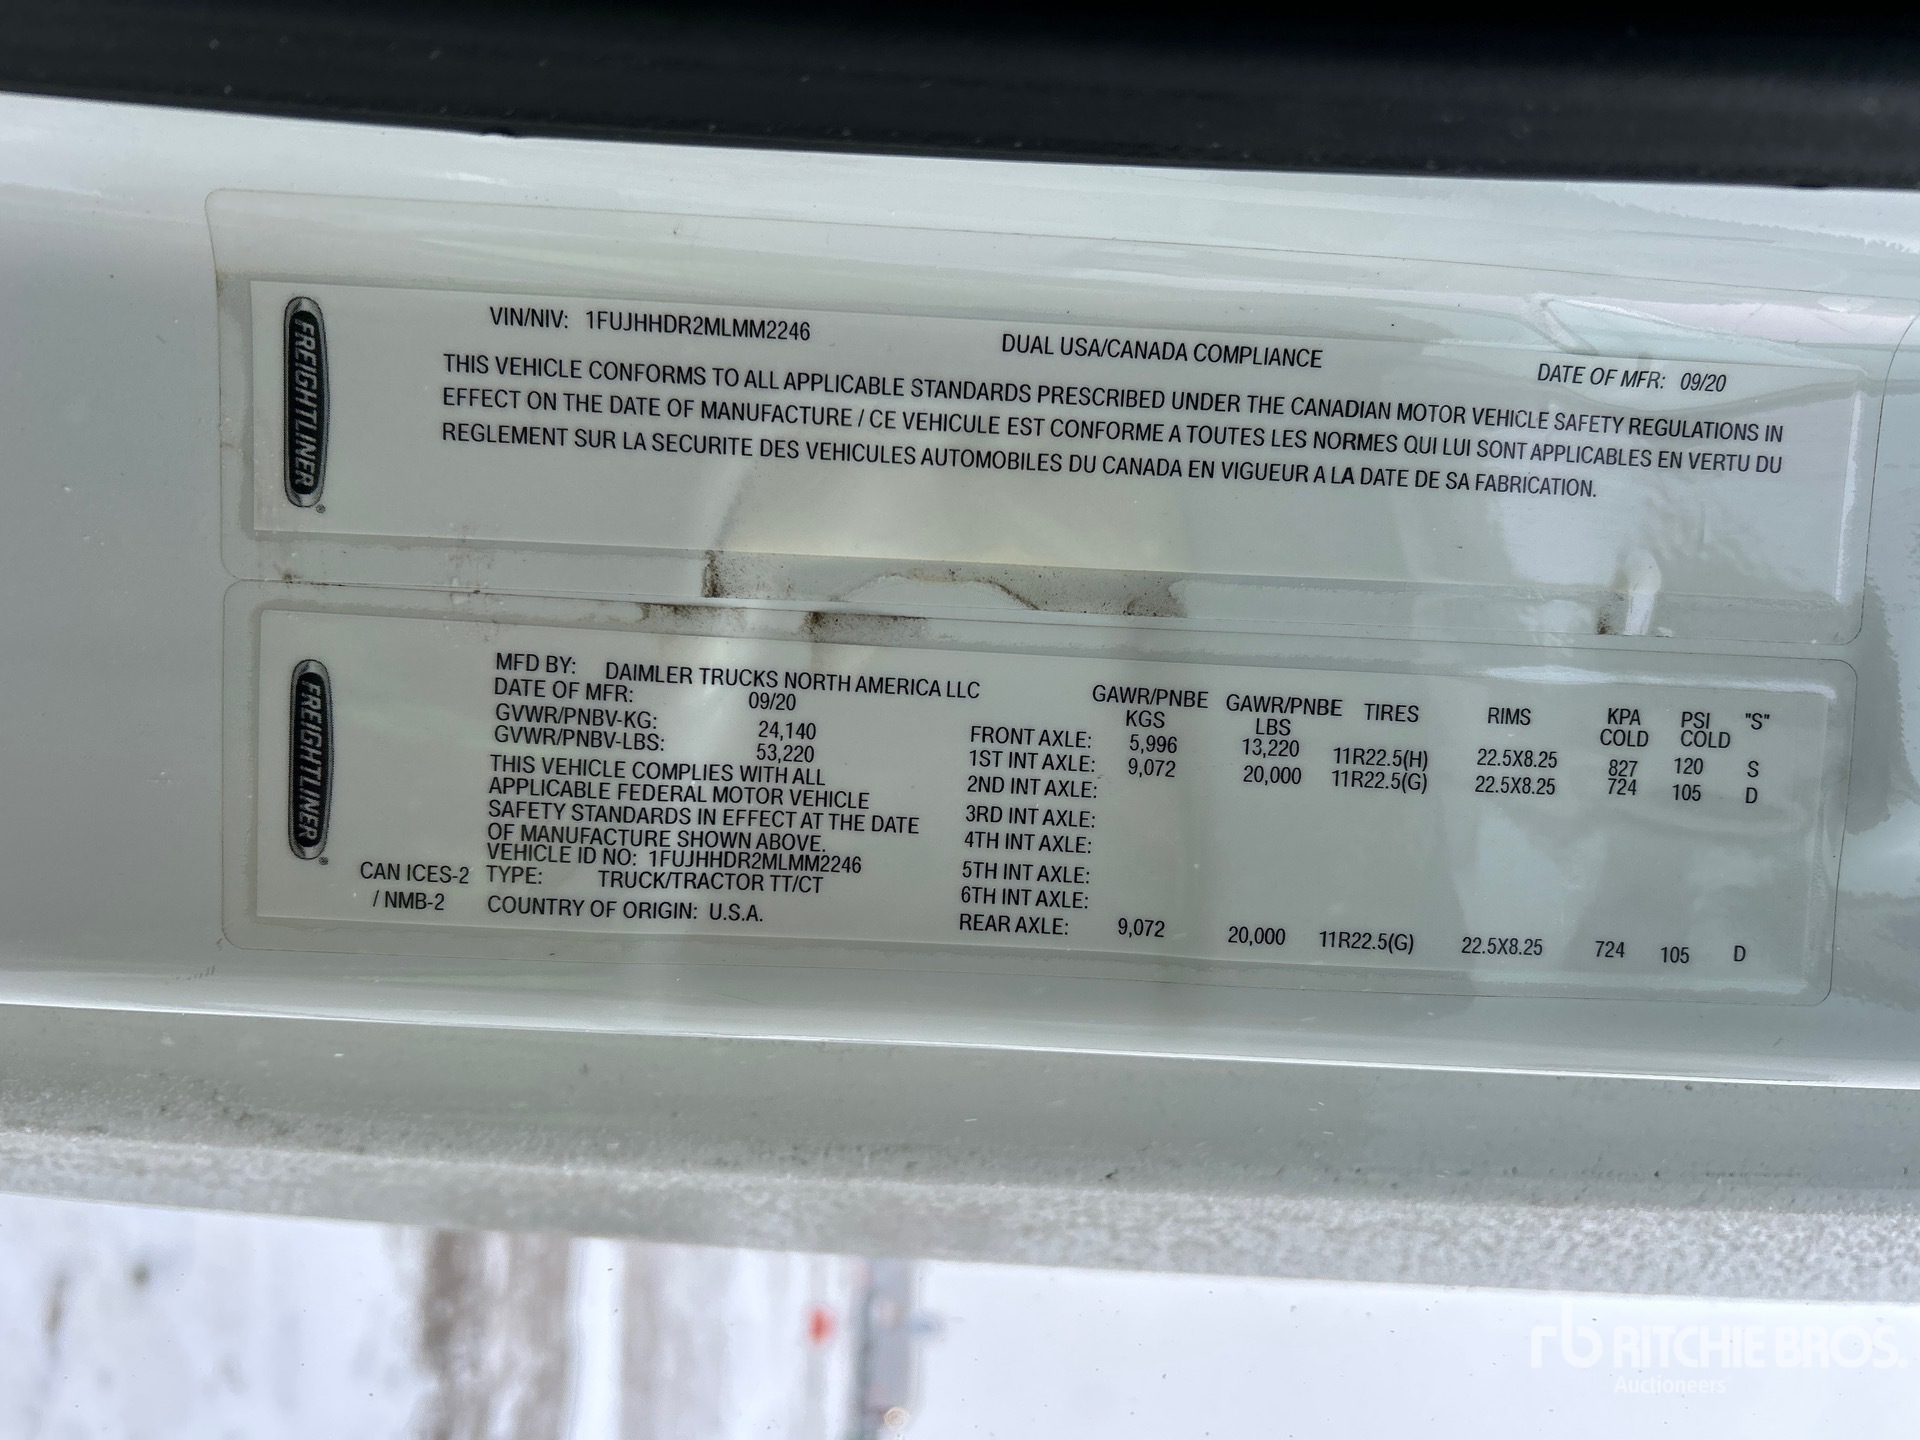 FREIGHTLINER®
VIN/NIV: 1FUJHHDR2MLMM2246 DUAL USA/CANADA COMPLIANCE DATE OF MFR: 09/20
THIS VEHICLE CONFORMS TO ALL APPLICABLE STANDARDS PRESCRIBED UNDER THE CANADIAN MOTOR VEHICLE SAFETY REGULATIONS IN
EFFECT ON THE DATE OF MANUFACTURE / CE VEHICULE EST CONFORME A TOUTES LES NORMES QUI LUI SONT APPLICABLES EN VERTU DU
REGLEMENT SUR LA SECURITE DES VEHICULES AUTOMOBILES DU CANADA EN VIGUEUR A LA DATE DE SA FABRICATION.
FREIGHTLINER®
CAN ICES-2
/ NMB-2
MFD BY: DAIMLER TRUCKS NORTH AMERICA LLC
DATE OF MFR: 09/20
GVWR/PNBV-KG: 24,140
GVWR/PNBV-LBS: 53,220
THIS VEHICLE COMPLIES WITH ALL
APPLICABLE FEDERAL MOTOR VEHICLE
SAFETY STANDARDS IN EFFECT AT THE DATE
OF MANUFACTURE SHOWN ABOVE.
VEHICLE ID NO: 1FUJHHDR2MLMM2246
TYPE: TRUCK/TRACTOR TT/CT
COUNTRY OF ORIGIN: U.S.A.
GAWR/PNBE GAWR/PNBE TIRES RIMS KPA PSI "S"
KGS LBS COLD COLD
FRONT AXLE: 5,996 13,220 11R22.5(H) 22.5X8.25 827 120 S
1ST INT AXLE: 9,072 20,000 11R22.5(G) 22.5X8.25 724 105 D
2ND INT AXLE:
3RD INT AXLE:
4TH INT AXLE:
5TH INT AXLE:
6TH INT AXLE:
REAR AXLE: 9,072 20,000 11R22.5(G) 22.5X8.25 724 105 D
rb RITCHIE BROS.
Auctioneers